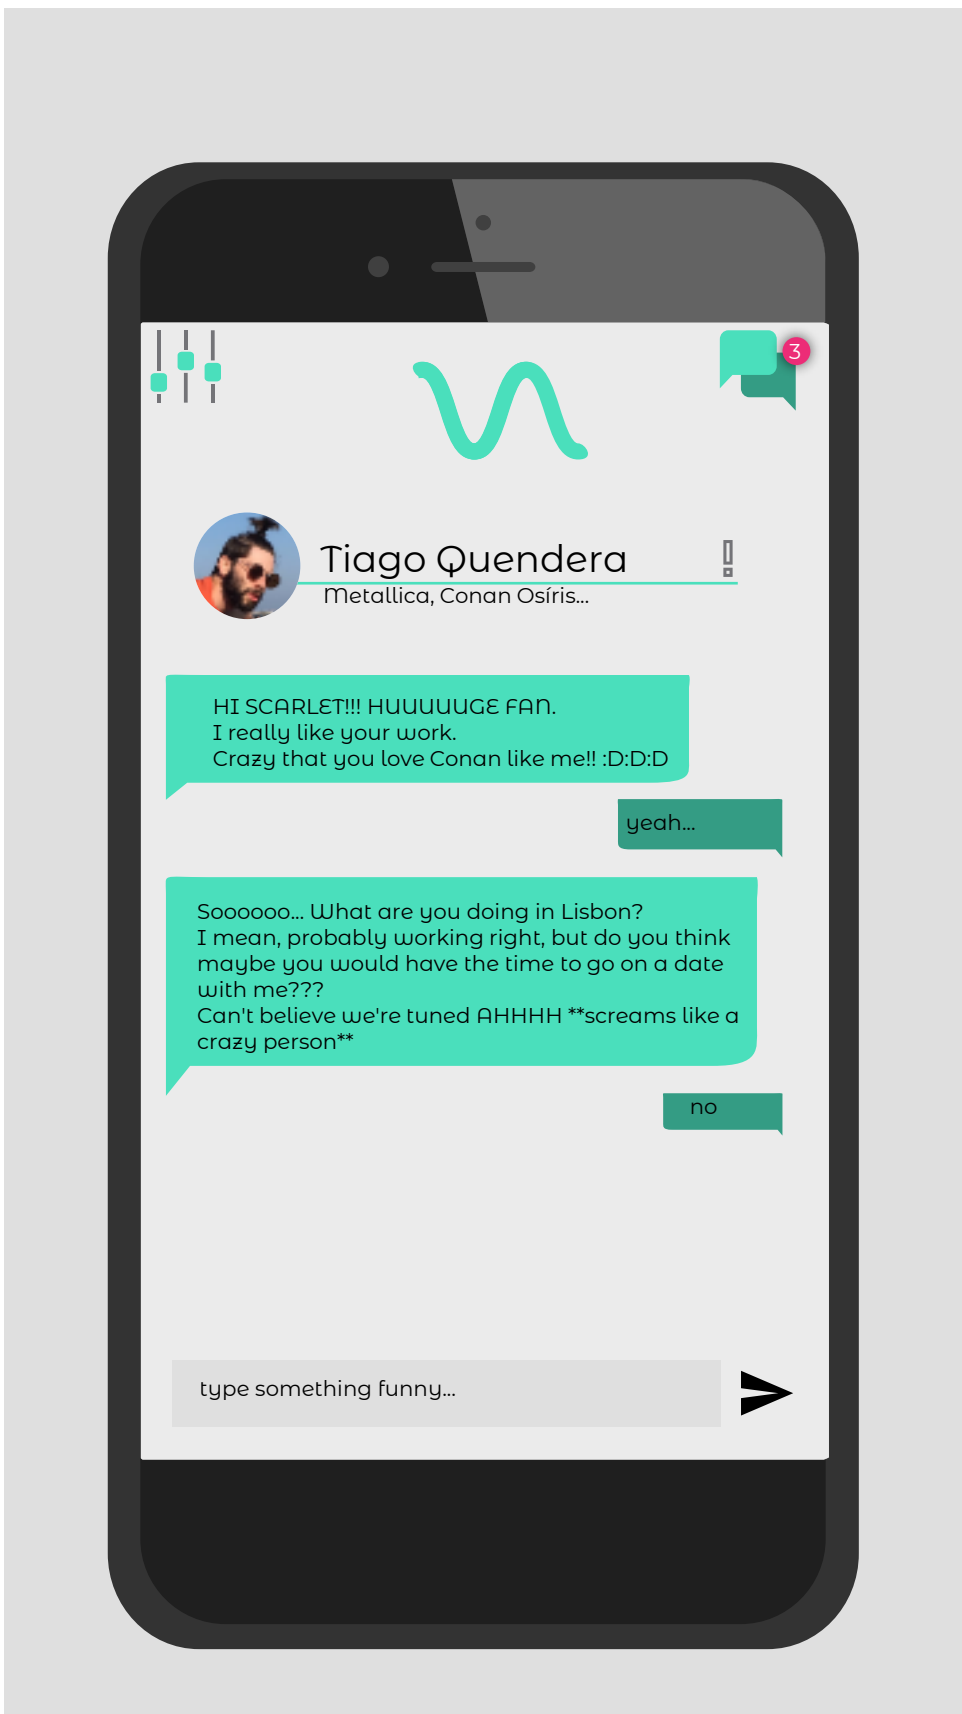 3
Tiago Quendera
Metallica, Conan Osíris...
HI SCARLET!!! HUUUUUGE FAN.
I really like your work.
Crazy that you love Conan like me!! :D:D:D
yeah...
Soooooo... What are you doing in Lisbon?
I mean, probably working right, but do you think
maybe you would have the time to go on a date
with me???
Can't believe we're tuned AHHHH **screams like a
crazy person**
no
type something funny...